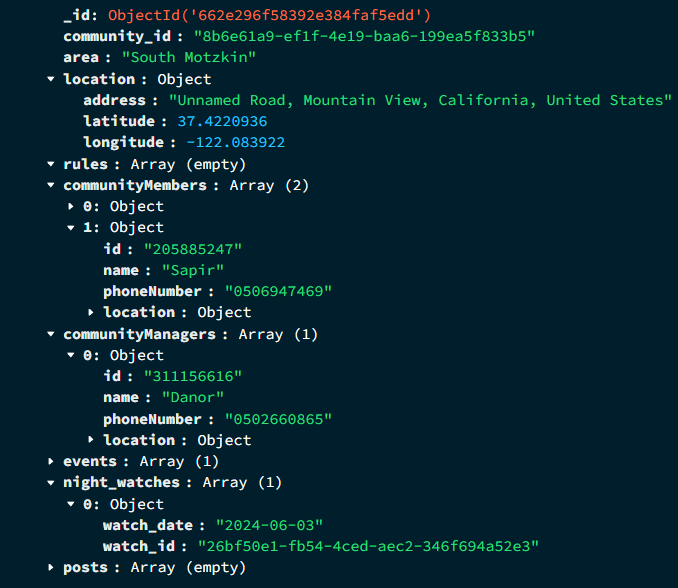 _id: ObjectId('662e296f58392e384faf5edd')
community_id : "8b6e61a9-ef1f-4e19-baa6-199ea5f833b5"
area : "South Motzkin"
location : Object
address : "Unnamed Road, Mountain View, California, United States"
latitude : 37.4220936
longitude : -122.083922
rules : Array (empty)
communityMembers : Array (2)
0: Object
1: Object
id : "205885247"
name : "Sapir"
phoneNumber : "0506947469"
location : Object
communityManagers : Array (1)
0: Object
id : "311156616"
name : "Danor"
phoneNumber : "0502660865"
location : Object
events : Array (1)
night_watches : Array (1)
0: Object
watch_date : "2024-06-03"
watch_id : "26bf50e1-fb54-4ced-aec2-346f694a52e3"
posts : Array (empty)